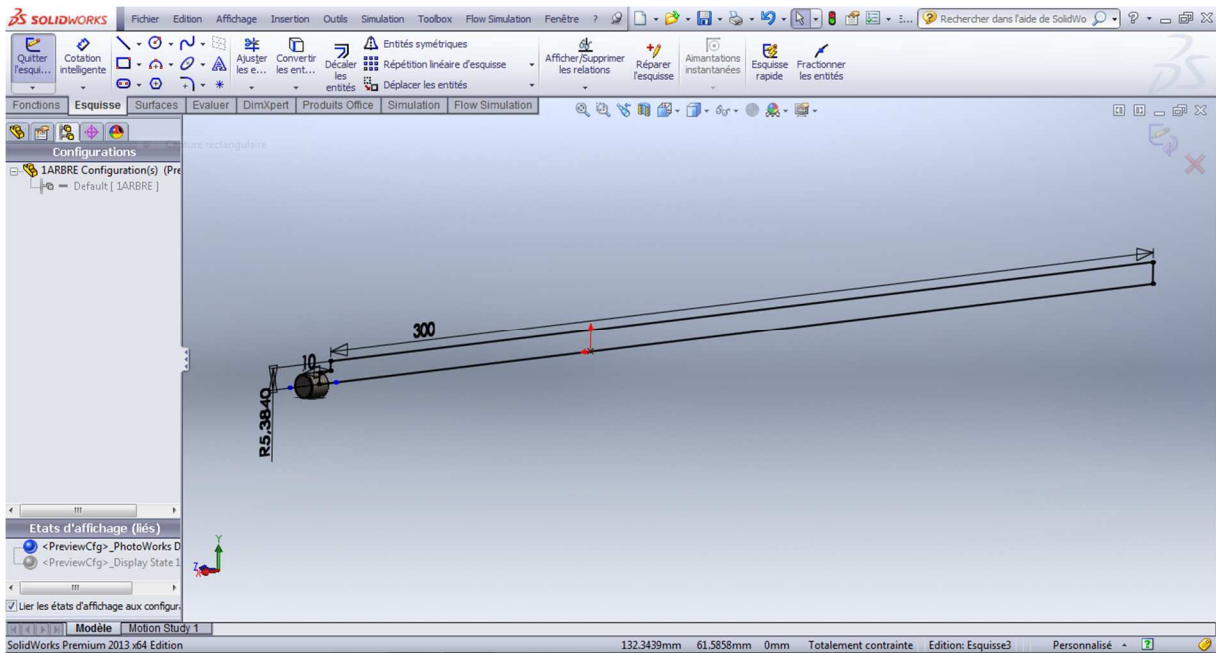 SOLIDWORKS Fichier Edition Affichage Insertion Outils Simulation Toolbox Flow Simulation Fenêtre ? Rechercher dans l'aide de SolidWo
Quitter l'esqui...
Cotation intelligente
Ajuster les e...
Convertir les ent...
Décaler les entités
Entités symétriques
Répétition linéaire d'esquisse
Déplacer les entités
Afficher/Supprimer les relations
Réparer l'esquisse
Aimantations instantanées
Esquisse rapide
Fractionner les entités
Fonctions Esquisse Surfaces Evaluer DimXpert Produits Office Simulation Flow Simulation
Configurations
1ARBRE Configuration(s) (Pre
Default [ 1ARBRE ]
300
10
R5,3840
Etats d'affichage (liés)
<PreviewCfg>_PhotoWorks D
<PreviewCfg>_Display State 1
Y
Z
X
Lier les états d'affichage aux configur
Modèle Motion Study 1
SolidWorks Premium 2013 x64 Edition 132.3439mm 61.5858mm 0mm Totalement contrainte Edition: Esquisse3 Personnalisé